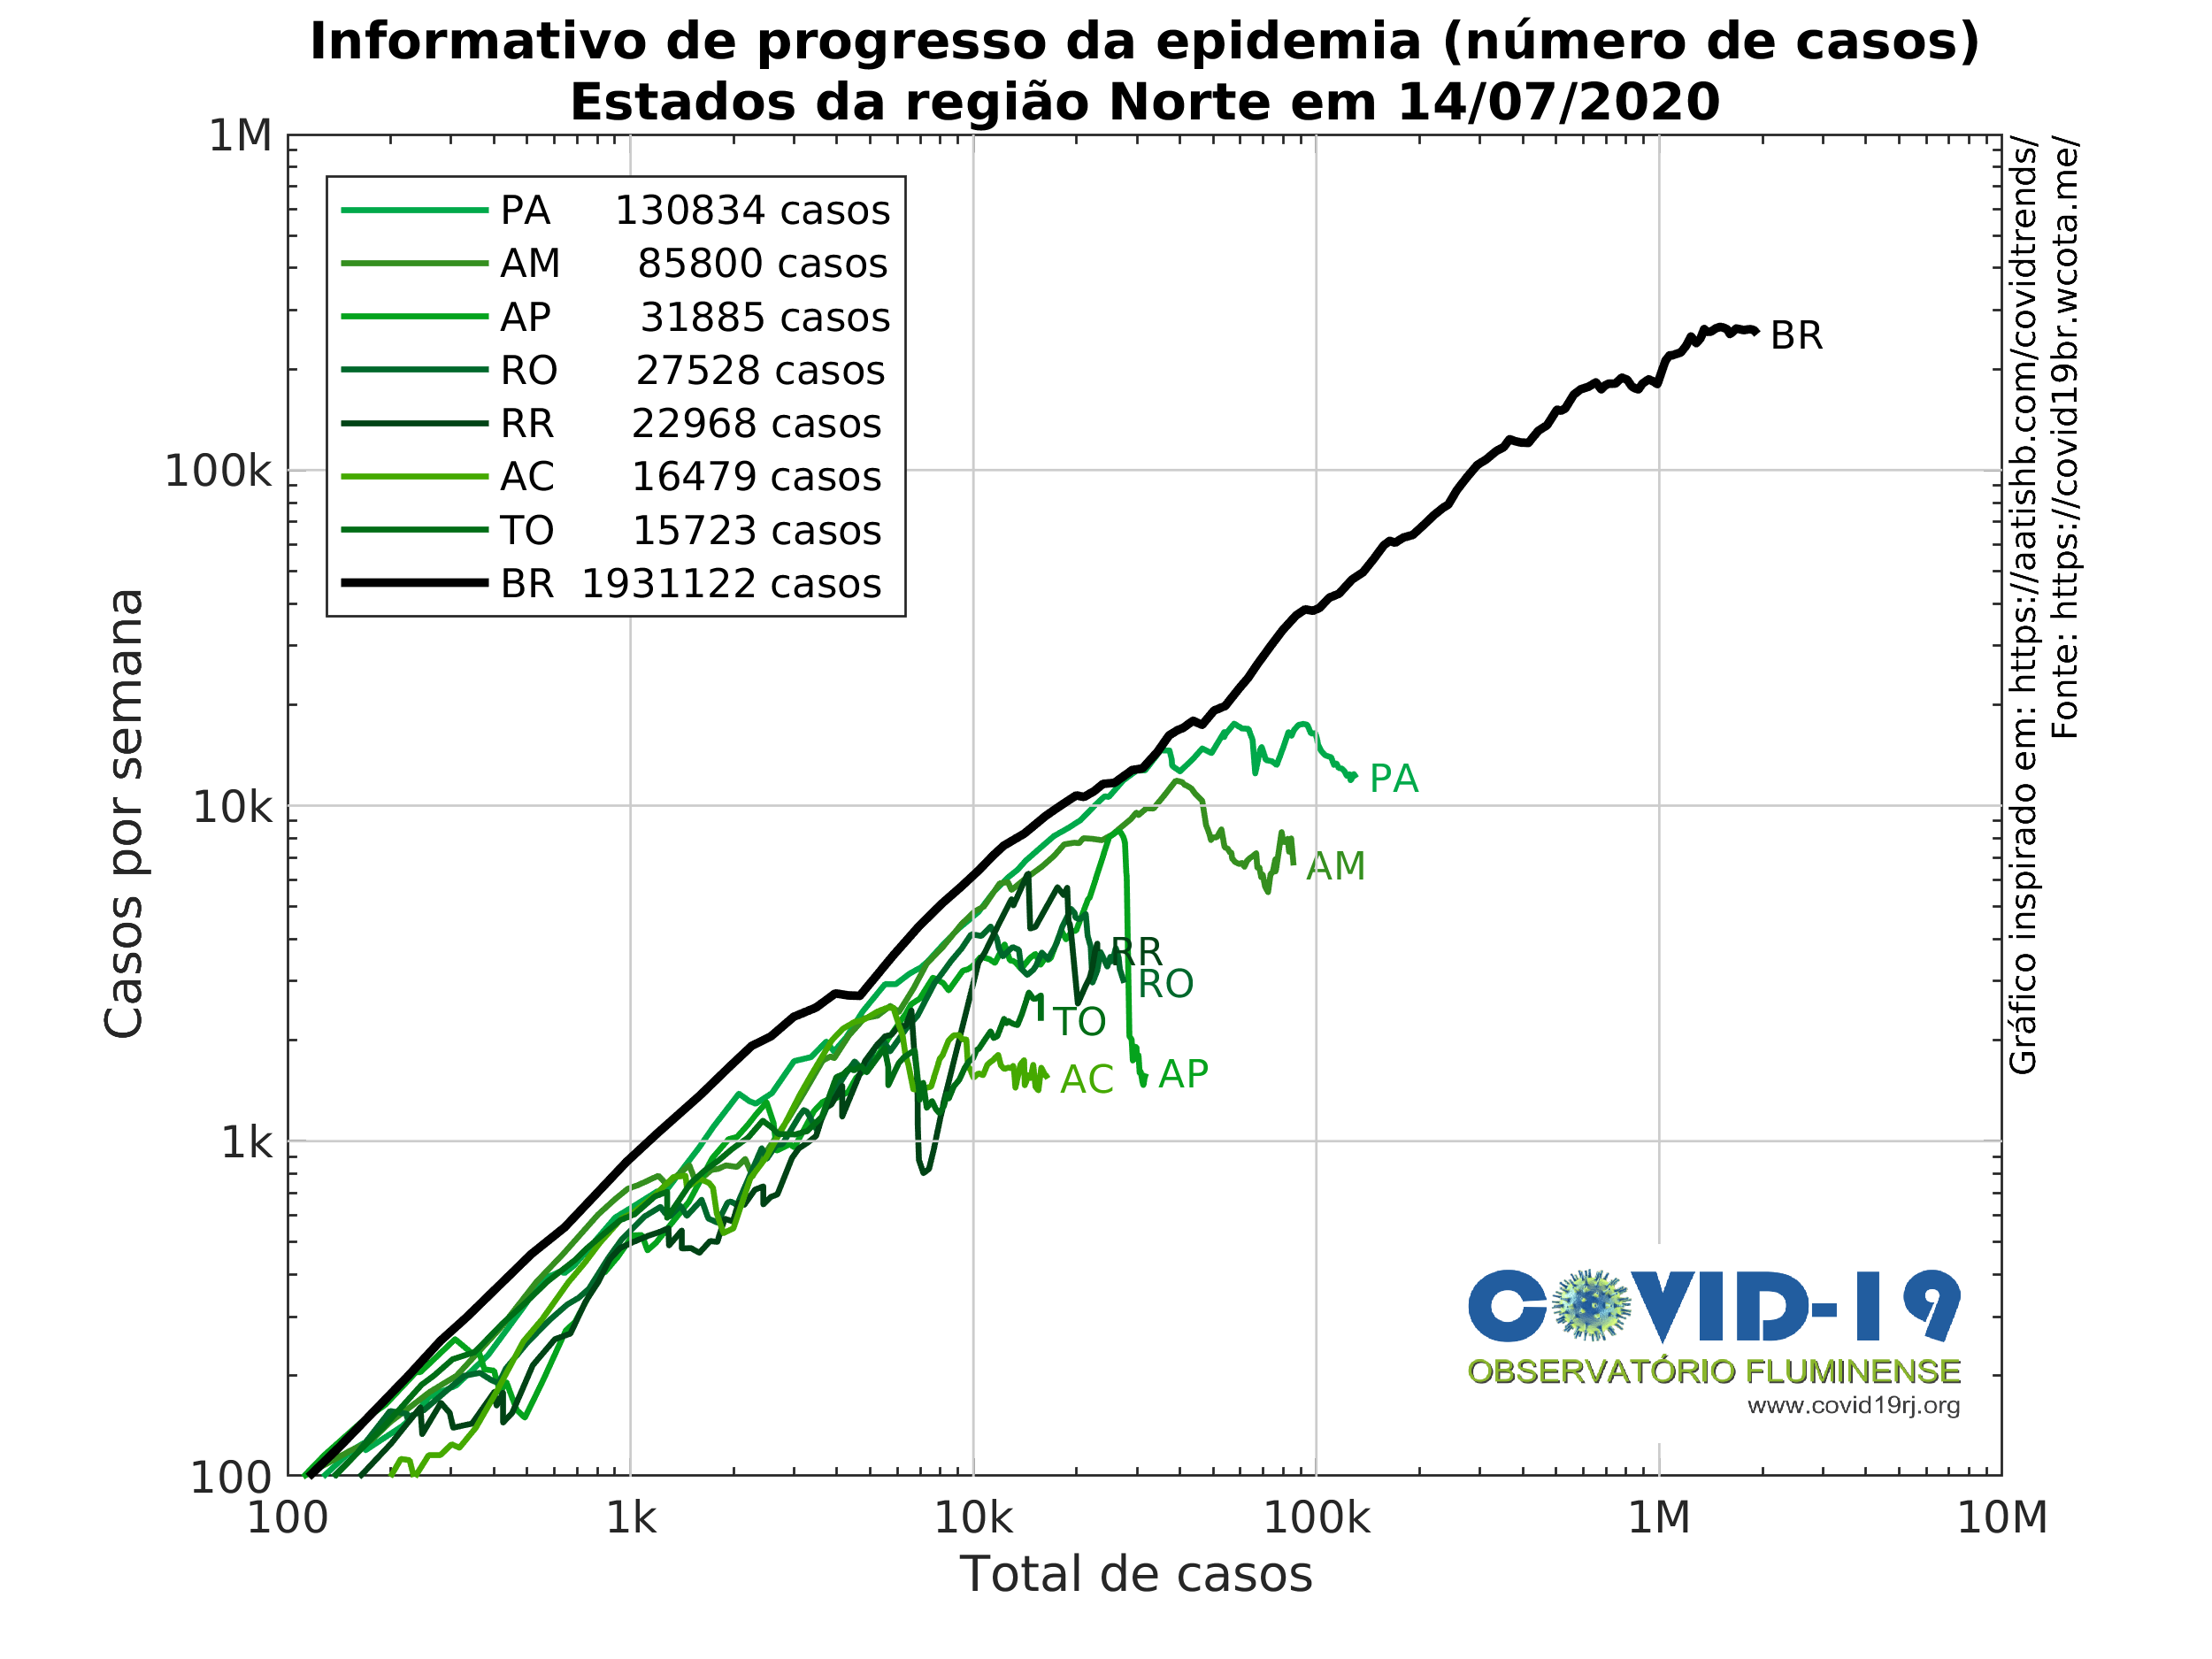 Informativo de progresso da epidemia (número de casos)
Estados da região Norte em 14/07/2020
1M
100k
10k
1k
100
Casos por semana
PA 130834 casos
AM 85800 casos
AP 31885 casos
RO 27528 casos
RR 22968 casos
AC 16479 casos
TO 15723 casos
BR 1931122 casos
BR
PA
AM
RR
RO
TO
AP
AC
Gráfico inspirado em: https://aatishb.com/covidtrends/
Fonte: https://covid19br.wcota.me/
COVID-19
OBSERVATÓRIO FLUMINENSE
www.covid19rj.org
100
1k
10k
100k
1M
10M
Total de casos